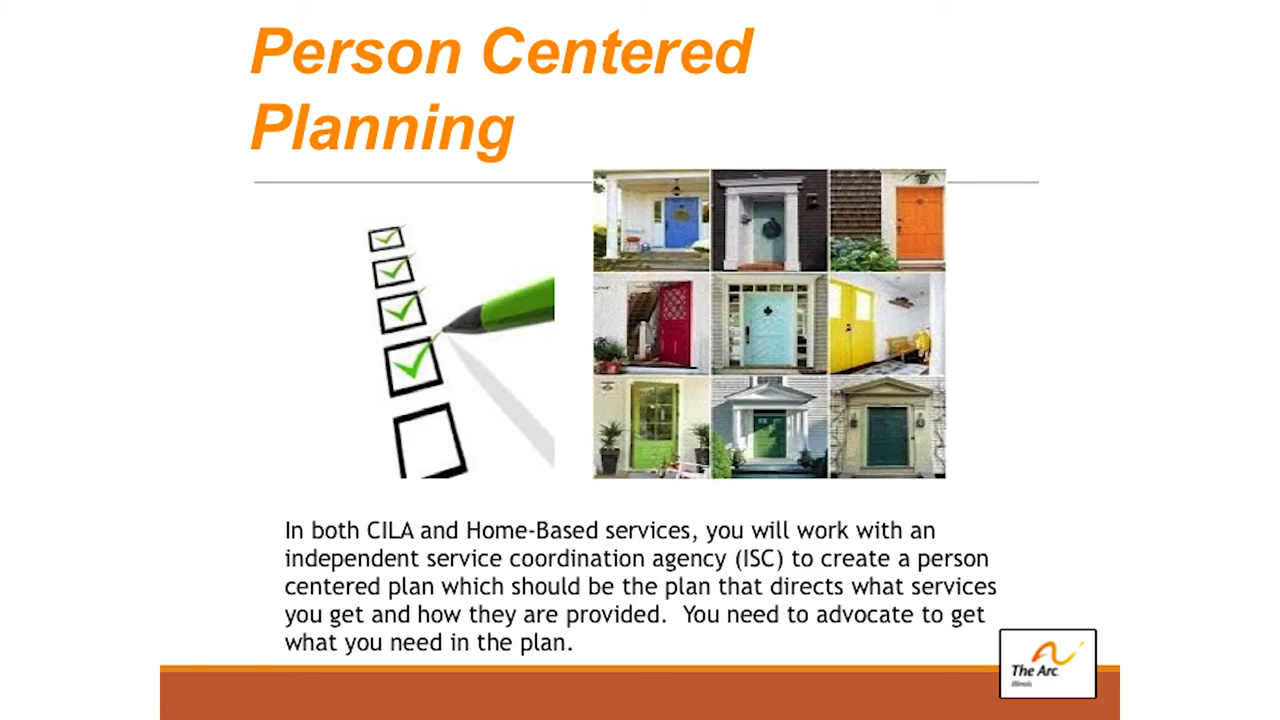 Person Centered
Planning
In both CILA and Home-Based services, you will work with an
independent service coordination agency (ISC) to create a person
centered plan which should be the plan that directs what services
you get and how they are provided.  You need to advocate to get
what you need in the plan.
The Arc
Illinois